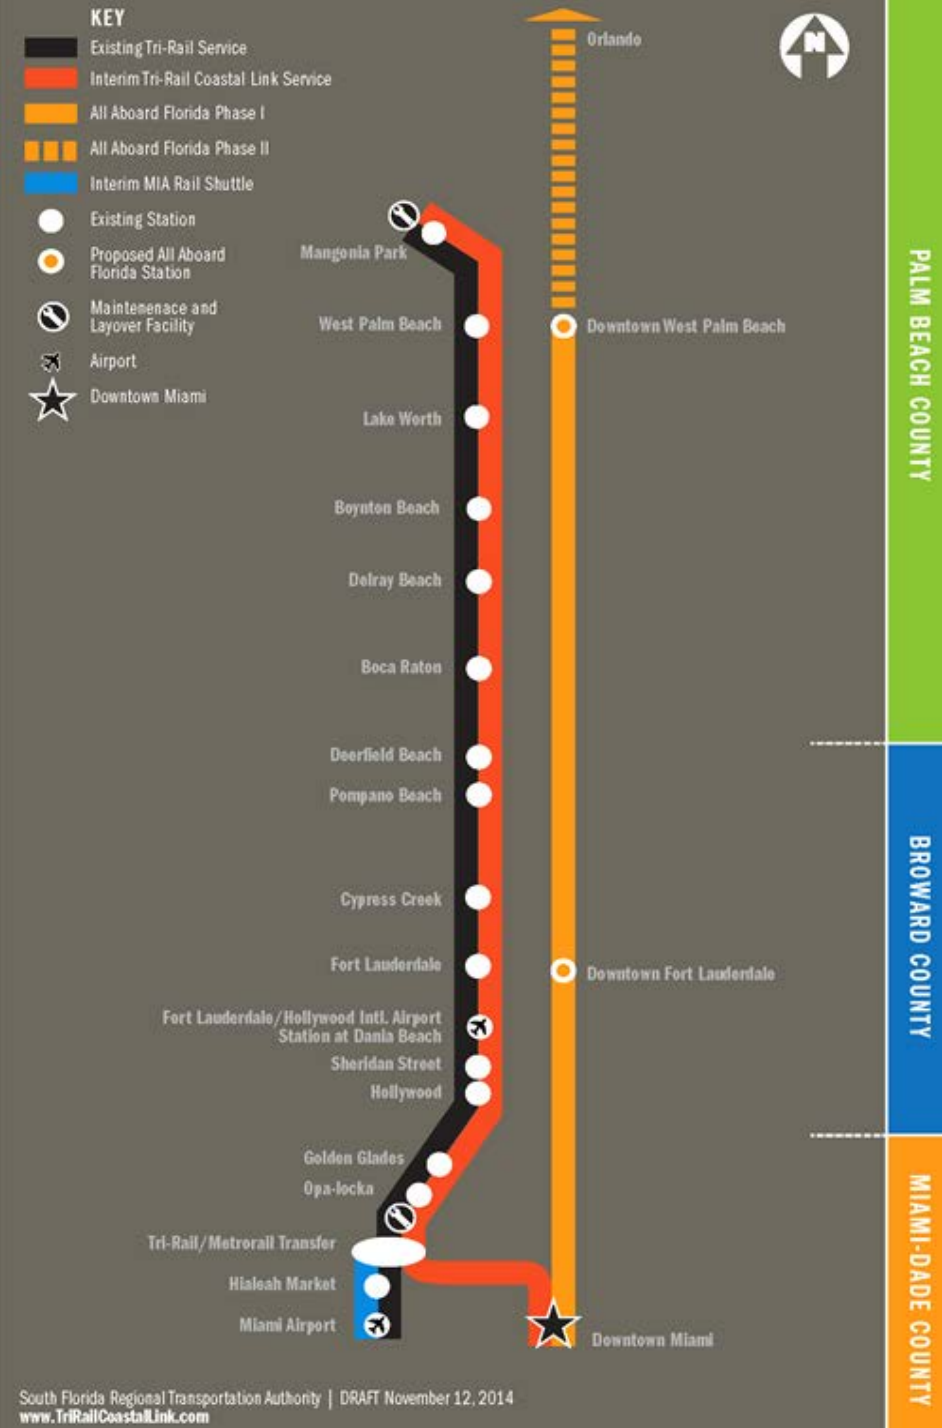 KEY
Existing Tri-Rail Service
Interim Tri-Rail Coastal Link Service
All Aboard Florida Phase I
All Aboard Florida Phase II
Interim MIA Rail Shuttle
Existing Station
Proposed All Aboard
Florida Station
Maintenenace and
Layover Facility
Airport
Downtown Miami
Orlando
N
Mangonia Park
West Palm Beach
Downtown West Palm Beach
Lake Worth
Boynton Beach
Delray Beach
Boca Raton
Deerfield Beach
Pompano Beach
Cypress Creek
Fort Lauderdale
Downtown Fort Lauderdale
Fort Lauderdale/Hollywood Intl. Airport
Station at Dania Beach
Sheridan Street
Hollywood
Golden Glades
Opa-locka
Tri-Rail/Metrorail Transfer
Hialeah Market
Miami Airport
Downtown Miami
PALM BEACH COUNTY
BROWARD COUNTY
MIAMI-DADE COUNTY
South Florida Regional Transportation Authority | DRAFT November 12, 2014
www.TriRailCoastalLink.com